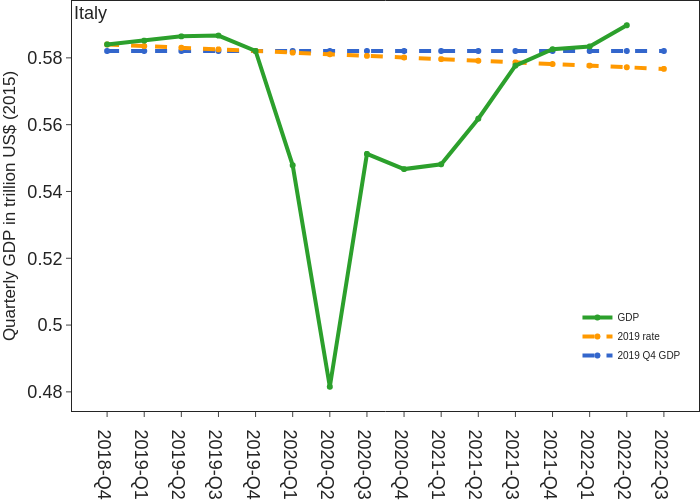 Italy
Quarterly GDP in trillion US$ (2015)
0.58
0.56
0.54
0.52
0.5
0.48
GDP
2019 rate
2019 Q4 GDP
2018-Q4
2019-Q1
2019-Q2
2019-Q3
2019-Q4
2020-Q1
2020-Q2
2020-Q3
2020-Q4
2021-Q1
2021-Q2
2021-Q3
2021-Q4
2022-Q1
2022-Q2
2022-Q3